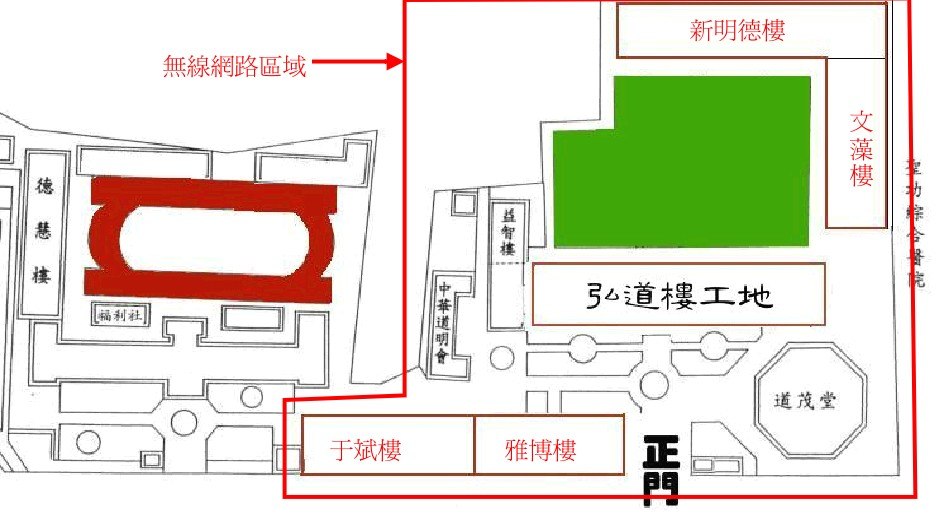 新明德樓
無線網路區域
文藻樓
聖功綜合醫院
德慧樓
益智樓
弘道樓工地
中華道明會
福利社
道茂堂
于斌樓
雅博樓
正門